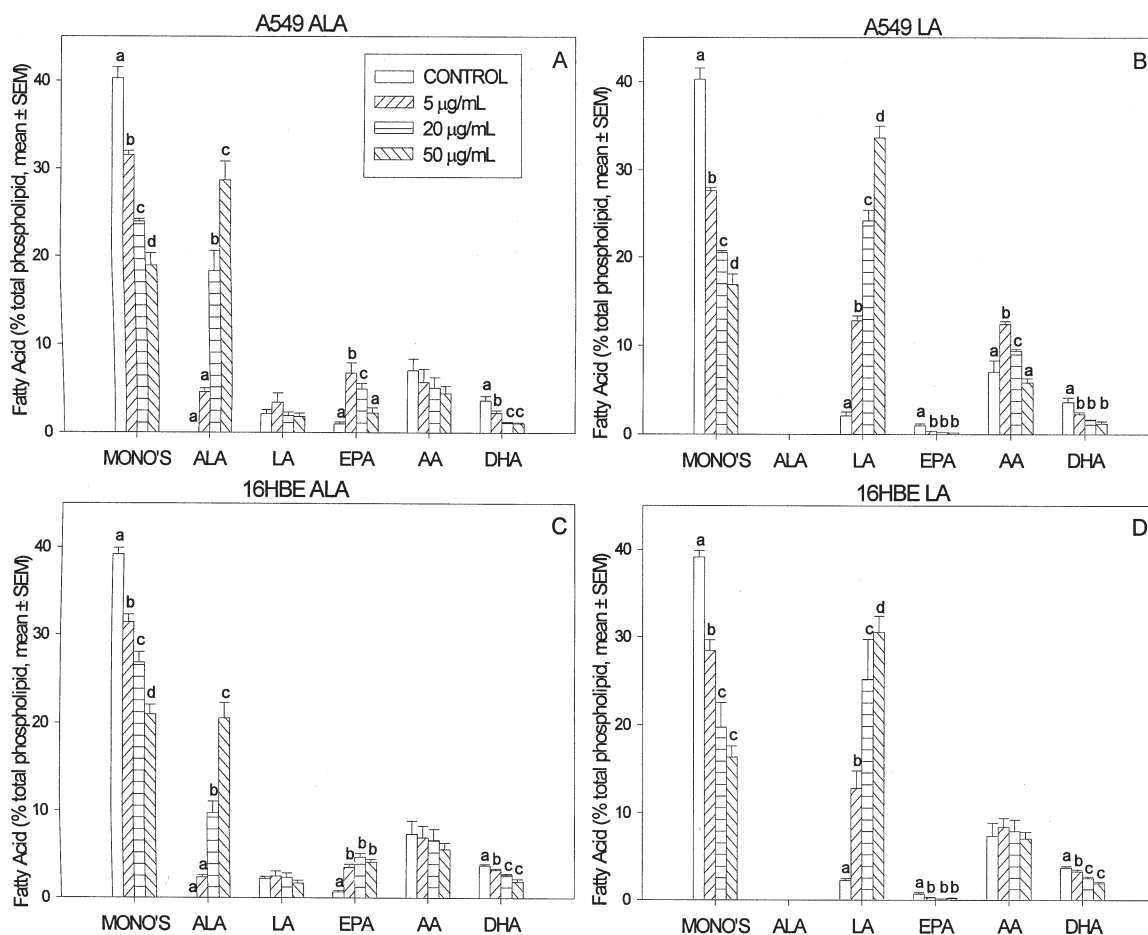 A549 ALA
A
CONTROL
5 µg/mL
20 µg/mL
50 µg/mL
Fatty Acid (% total phospholipid, mean ± SEM)
40
30
20
10
0
a
b
c
d
a
a
b
c
a
b
c
a
a
b
c
c
MONO'S ALA LA EPA AA DHA
A549 LA
B
Fatty Acid (% total phospholipid, mean ± SEM)
40
30
20
10
0
a
b
c
d
a
b
c
d
a
b
b
b
a
b
c
a
a
b
b
b
MONO'S ALA LA EPA AA DHA
16HBE ALA
C
Fatty Acid (% total phospholipid, mean ± SEM)
40
30
20
10
0
a
b
c
d
a
a
b
c
a
b
b
b
a
b
c
c
MONO'S ALA LA EPA AA DHA
16HBE LA
D
Fatty Acid (% total phospholipid, mean ± SEM)
40
30
20
10
0
a
b
c
c
a
b
c
d
a
b
b
b
a
b
c
c
MONO'S ALA LA EPA AA DHA